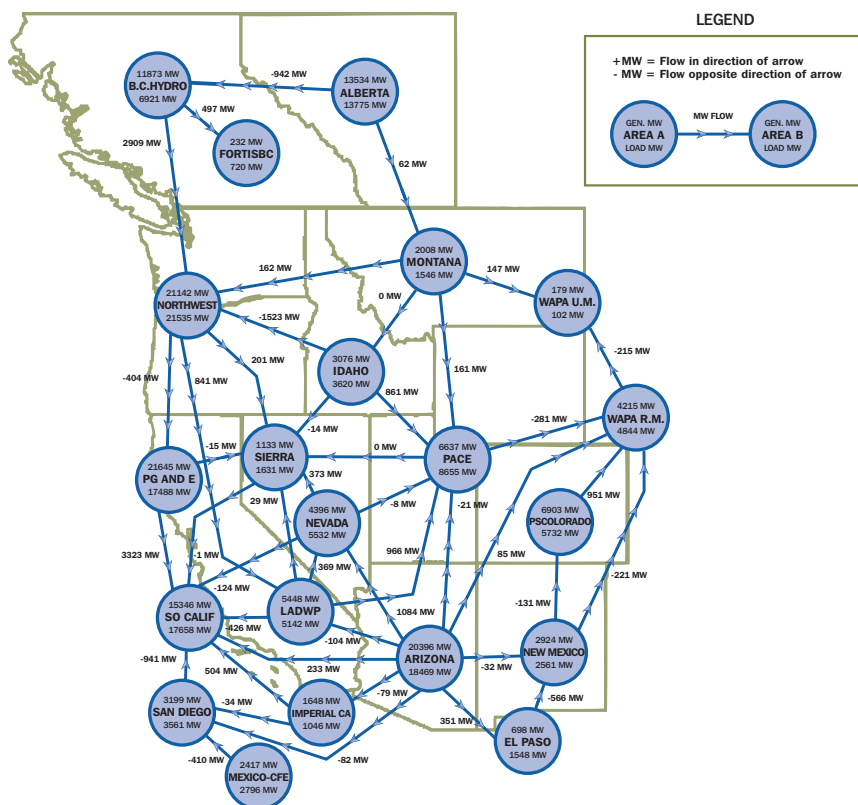 LEGEND
+MW = Flow in direction of arrow
- MW = Flow opposite direction of arrow
GEN. MW
AREA A
LOAD MW
MW FLOW
GEN. MW
AREA B
LOAD MW
11873 MW
B.C.HYDRO
6921 MW
-942 MW
13534 MW
ALBERTA
13775 MW
497 MW
232 MW
FORTISBC
720 MW
2909 MW
62 MW
2008 MW
MONTANA
1546 MW
162 MW
147 MW
179 MW
WAPA U.M.
102 MW
0 MW
21142 MW
NORTHWEST
21535 MW
-1523 MW
201 MW
3076 MW
IDAHO
3620 MW
161 MW
-215 MW
-404 MW
841 MW
861 MW
-281 MW
4215 MW
WAPA R.M.
4844 MW
-14 MW
-15 MW
1133 MW
SIERRA
1631 MW
0 MW
6637 MW
PACE
8655 MW
21645 MW
PG AND E
17488 MW
373 MW
29 MW
951 MW
4396 MW
NEVADA
5532 MW
-8 MW
-21 MW
6903 MW
PSCOLORADO
5732 MW
3323 MW
-1 MW
966 MW
85 MW
369 MW
-124 MW
-221 MW
15346 MW
SO CALIF
17658 MW
-426 MW
5448 MW
LADWP
5142 MW
1084 MW
-131 MW
-104 MW
20396 MW
ARIZONA
18469 MW
-32 MW
2924 MW
NEW MEXICO
2561 MW
-941 MW
504 MW
233 MW
-79 MW
-566 MW
3199 MW
SAN DIEGO
3561 MW
-34 MW
1648 MW
IMPERIAL CA
1046 MW
351 MW
698 MW
EL PASO
1548 MW
-410 MW
-82 MW
2417 MW
MEXICO-CFE
2796 MW